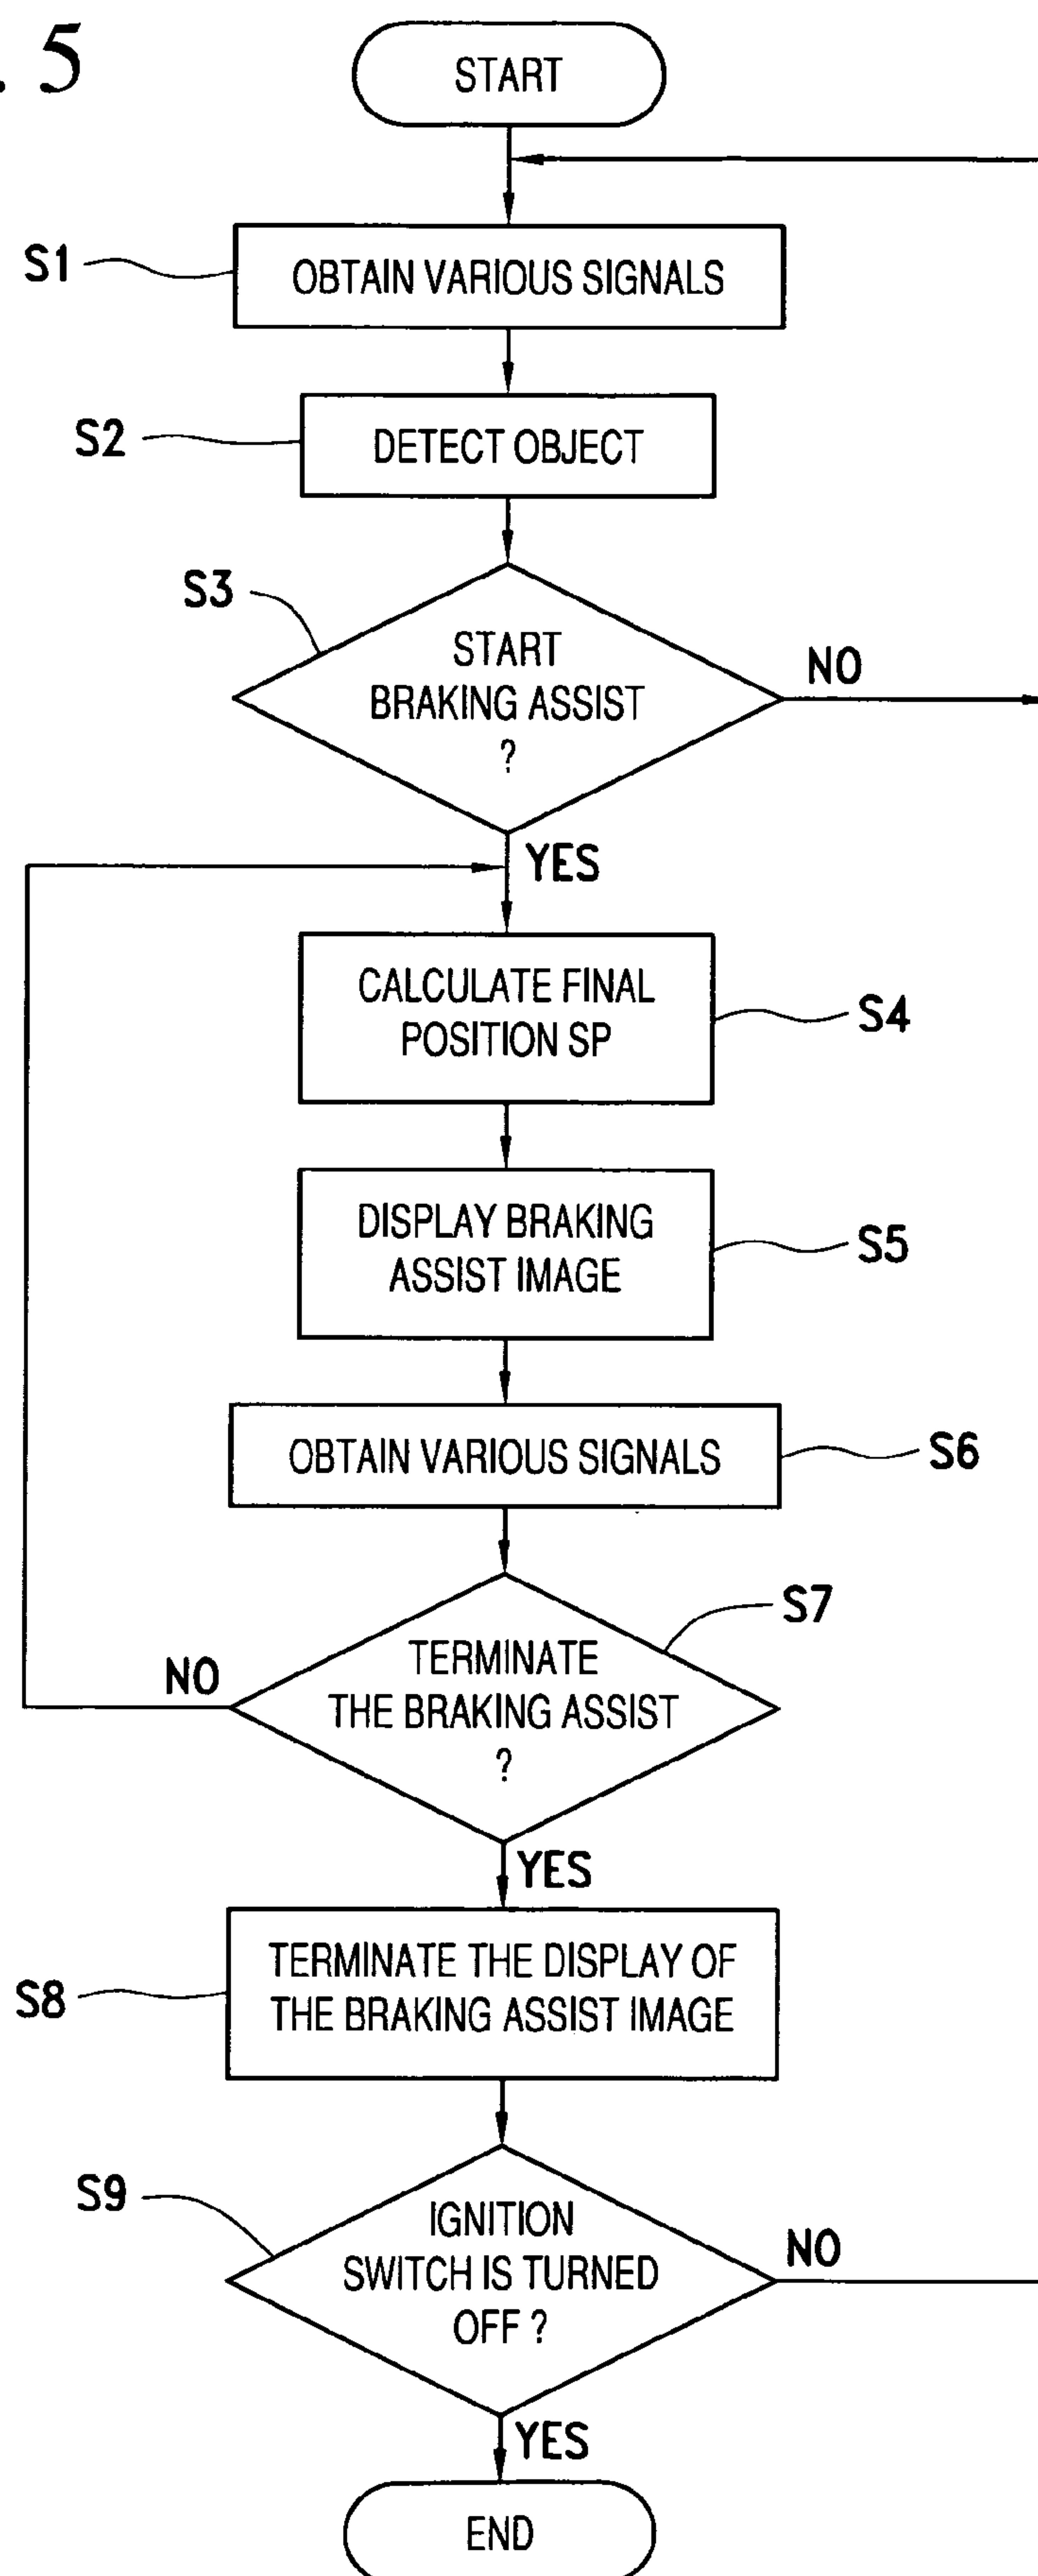 . 5
START
S1
OBTAIN VARIOUS SIGNALS
S2
DETECT OBJECT
S3
START
BRAKING ASSIST
?
NO
YES
CALCULATE FINAL
POSITION SP
S4
DISPLAY BRAKING
ASSIST IMAGE
S5
OBTAIN VARIOUS SIGNALS
S6
S7
TERMINATE
THE BRAKING ASSIST
?
NO
YES
S8
TERMINATE THE DISPLAY OF
THE BRAKING ASSIST IMAGE
S9
IGNITION
SWITCH IS TURNED
OFF ?
NO
YES
END